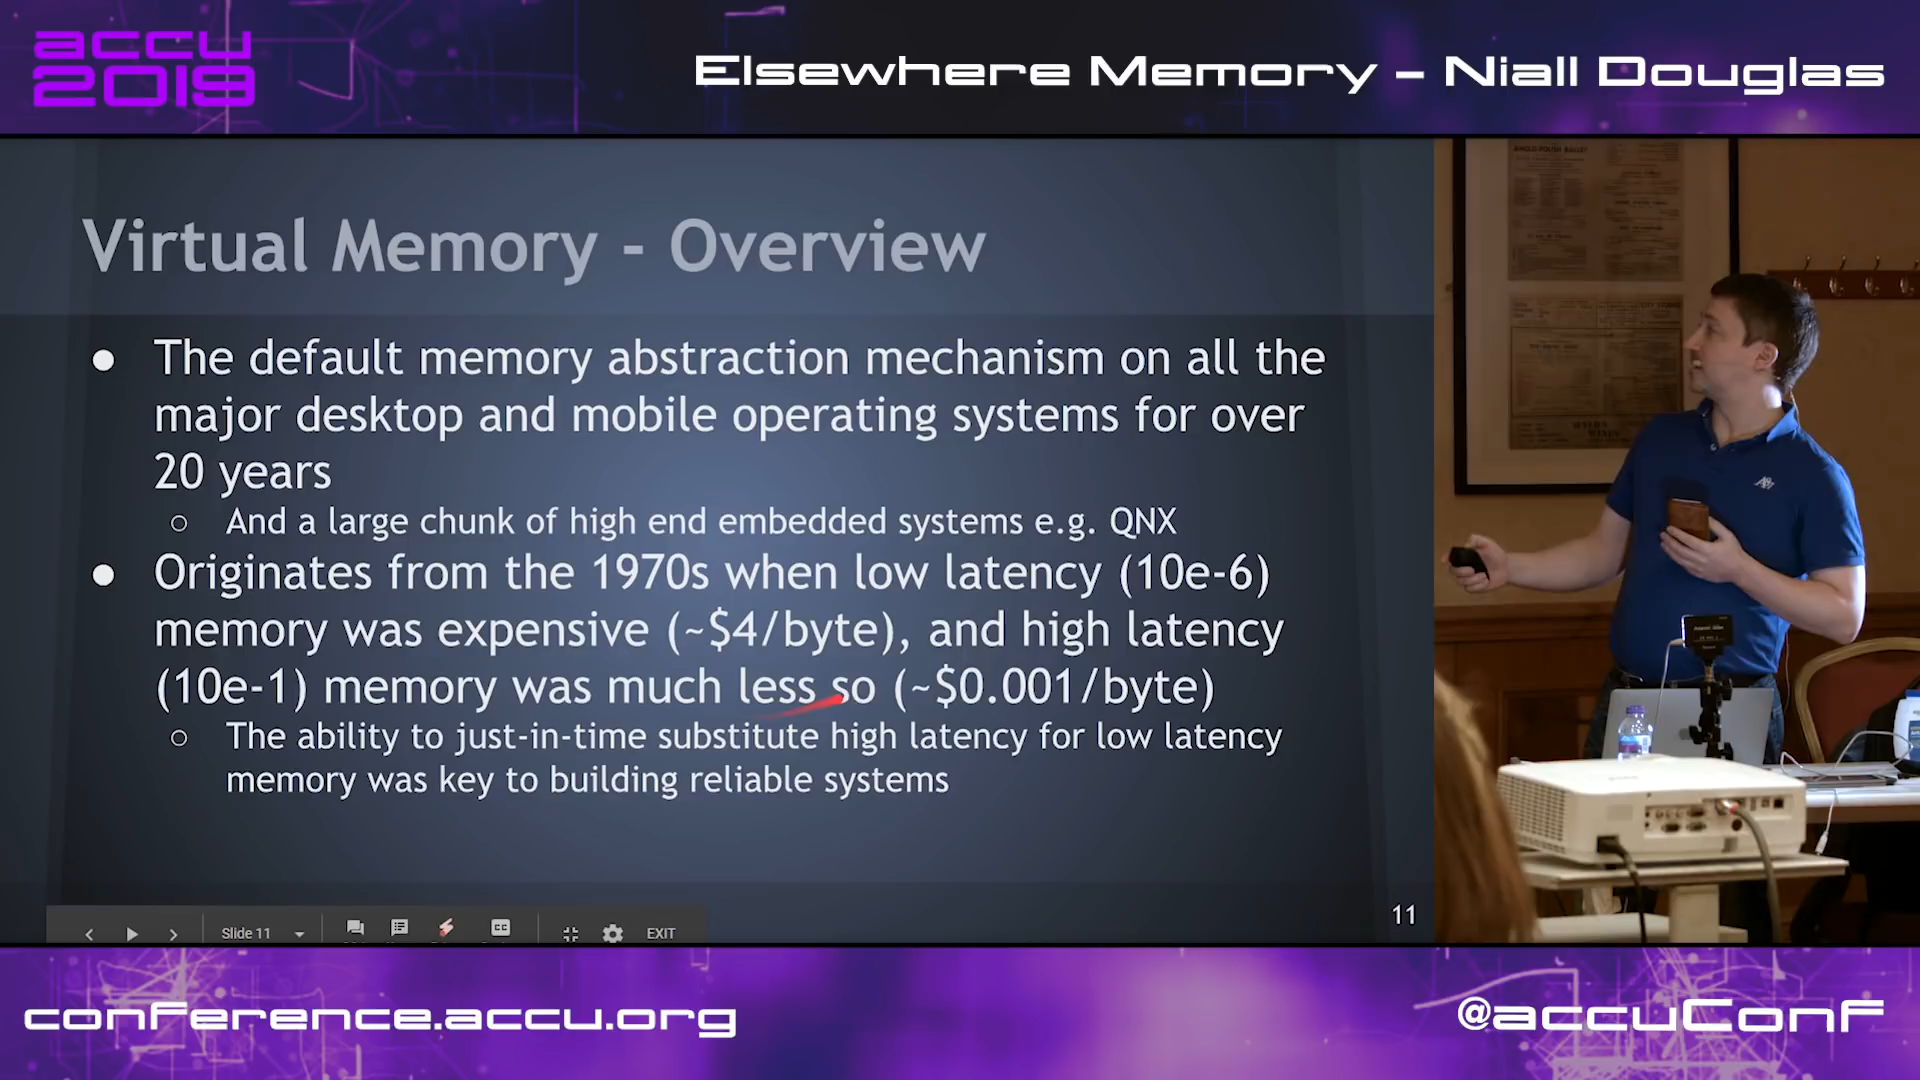 accu
2019
Elsewhere Memory – Niall Douglas
Virtual Memory - Overview
● The default memory abstraction mechanism on all the
major desktop and mobile operating systems for over
20 years
○ And a large chunk of high end embedded systems e.g. QNX
● Originates from the 1970s when low latency (10e-6)
memory was expensive (~$4/byte), and high latency
(10e-1) memory was much less so (~$0.001/byte)
○ The ability to just-in-time substitute high latency for low latency
memory was key to building reliable systems
11
Slide 11
CC
EXIT
ANGLO-POLISH BALLET
conference.accu.org
@accuConf